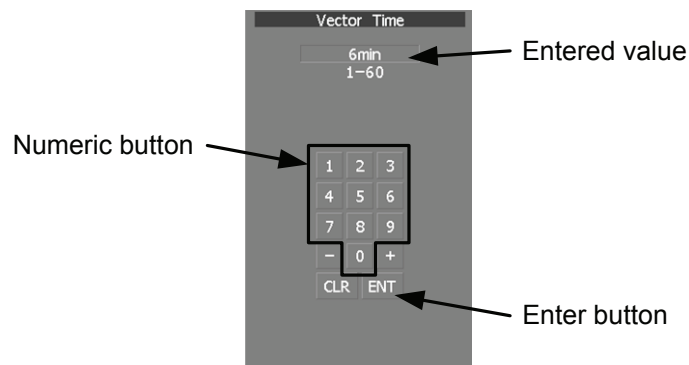 Vector Time
6min
Entered value
1-60
Numeric button
1 2 3
4 5 6
7 8 9
- 0 +
CLR ENT
Enter button